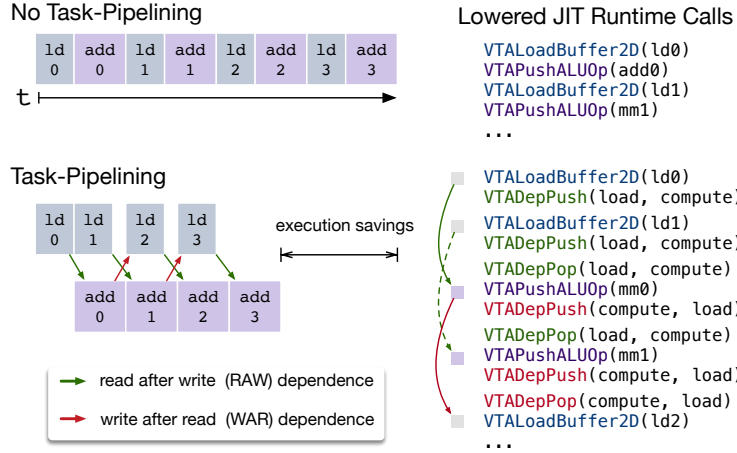 No Task-Pipelining
ld 0 add 0 ld 1 add 1 ld 2 add 2 ld 3 add 3
t
Task-Pipelining
ld 0 ld 1 ld 2 ld 3
execution savings
add 0 add 1 add 2 add 3
read after write (RAW) dependence
write after read (WAR) dependence
Lowered JIT Runtime Calls
VTALoadBuffer2D(ld0)
VTAPushALUOp(add0)
VTALoadBuffer2D(ld1)
VTAPushALUOp(mm1)
...
VTALoadBuffer2D(ld0)
VTADepPush(load, compute)
VTALoadBuffer2D(ld1)
VTADepPush(load, compute)
VTADepPop(load, compute)
VTAPushALUOp(mm0)
VTADepPush(compute, load)
VTADepPop(load, compute)
VTAPushALUOp(mm1)
VTADepPush(compute, load)
VTADepPop(compute, load)
VTALoadBuffer2D(ld2)
...